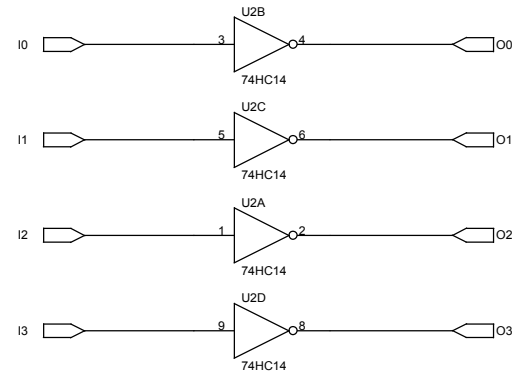 U2B
I0 3 4 O0
74HC14
U2C
I1 5 6 O1
74HC14
U2A
I2 1 2 O2
74HC14
U2D
I3 9 8 O3
74HC14